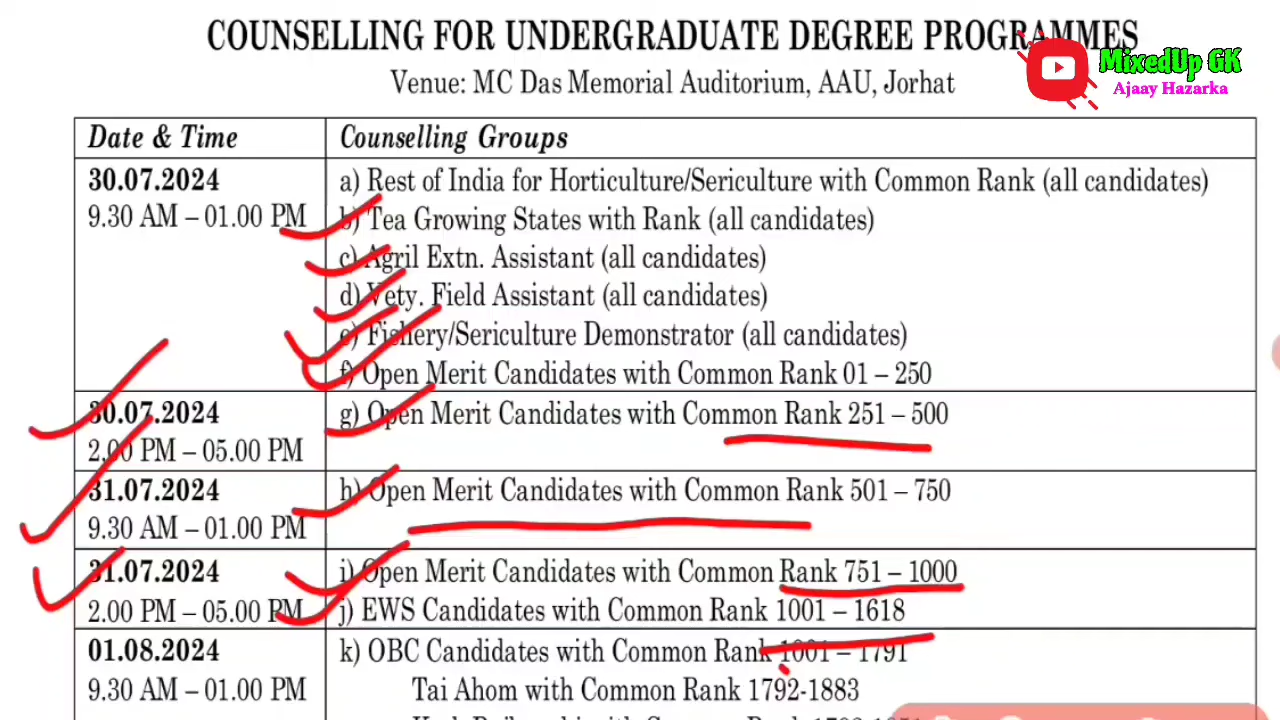 COUNSELLING FOR UNDERGRADUATE DEGREE PROGRAMMES
MixedUp GK
Ajaay Hazarka
Venue: MC Das Memorial Auditorium, AAU, Jorhat
Date & Time Counselling Groups
30.07.2024 a) Rest of India for Horticulture/Sericulture with Common Rank (all candidates)
9.30 AM – 01.00 PM b) Tea Growing States with Rank (all candidates)
c) Agril Extn. Assistant (all candidates)
d) Vety. Field Assistant (all candidates)
e) Fishery/Sericulture Demonstrator (all candidates)
f) Open Merit Candidates with Common Rank 01 – 250
30.07.2024 g) Open Merit Candidates with Common Rank 251 – 500
2.00 PM – 05.00 PM
31.07.2024 h) Open Merit Candidates with Common Rank 501 – 750
9.30 AM – 01.00 PM
31.07.2024 i) Open Merit Candidates with Common Rank 751 – 1000
2.00 PM – 05.00 PM j) EWS Candidates with Common Rank 1001 – 1618
01.08.2024 k) OBC Candidates with Common Rank 1001 – 1791
9.30 AM – 01.00 PM Tai Ahom with Common Rank 1792-1883